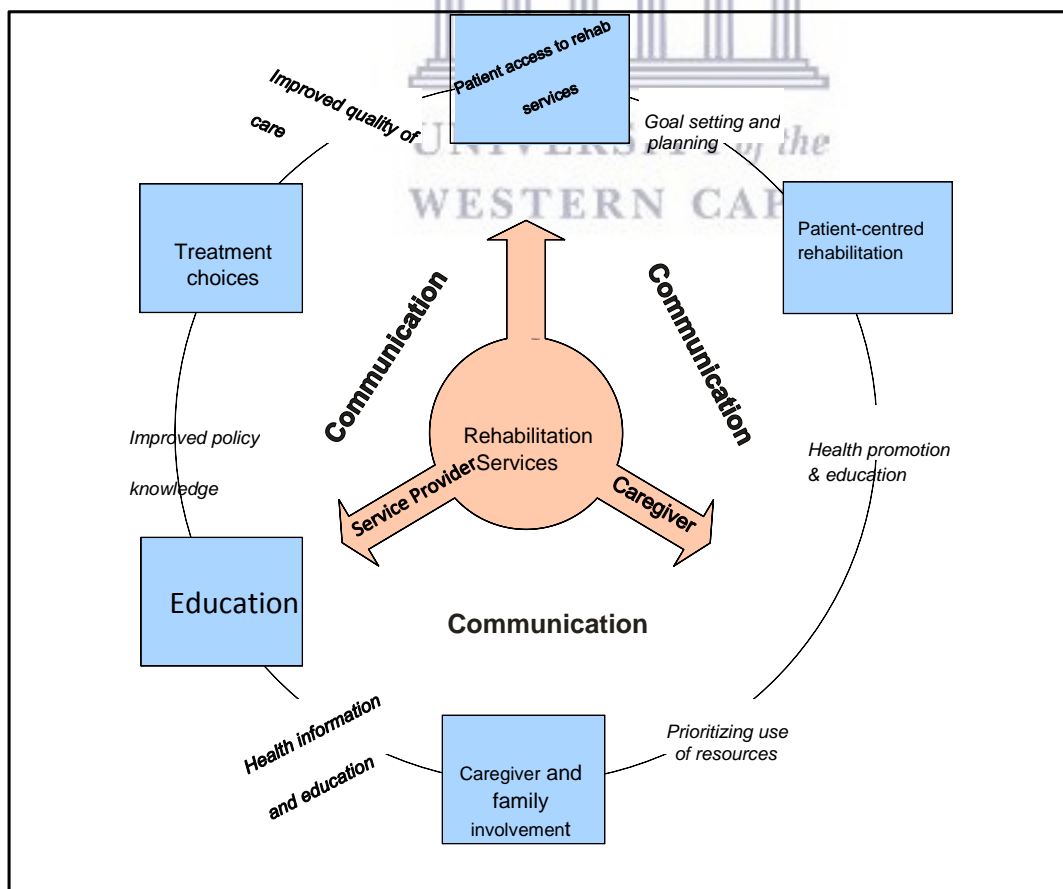 Patient access to rehab
services
Improved quality of
care
Goal setting and
planning
UNIVERSITY of the
WESTERN CAP
Treatment
choices
Patient-centred
rehabilitation
Communication
Communication
Rehabilitation
Services
Service Provider
Caregiver
Improved policy
knowledge
Health promotion
& education
Education
Communication
Health information
and education
Caregiver and
family
involvement
Prioritizing use
of resources